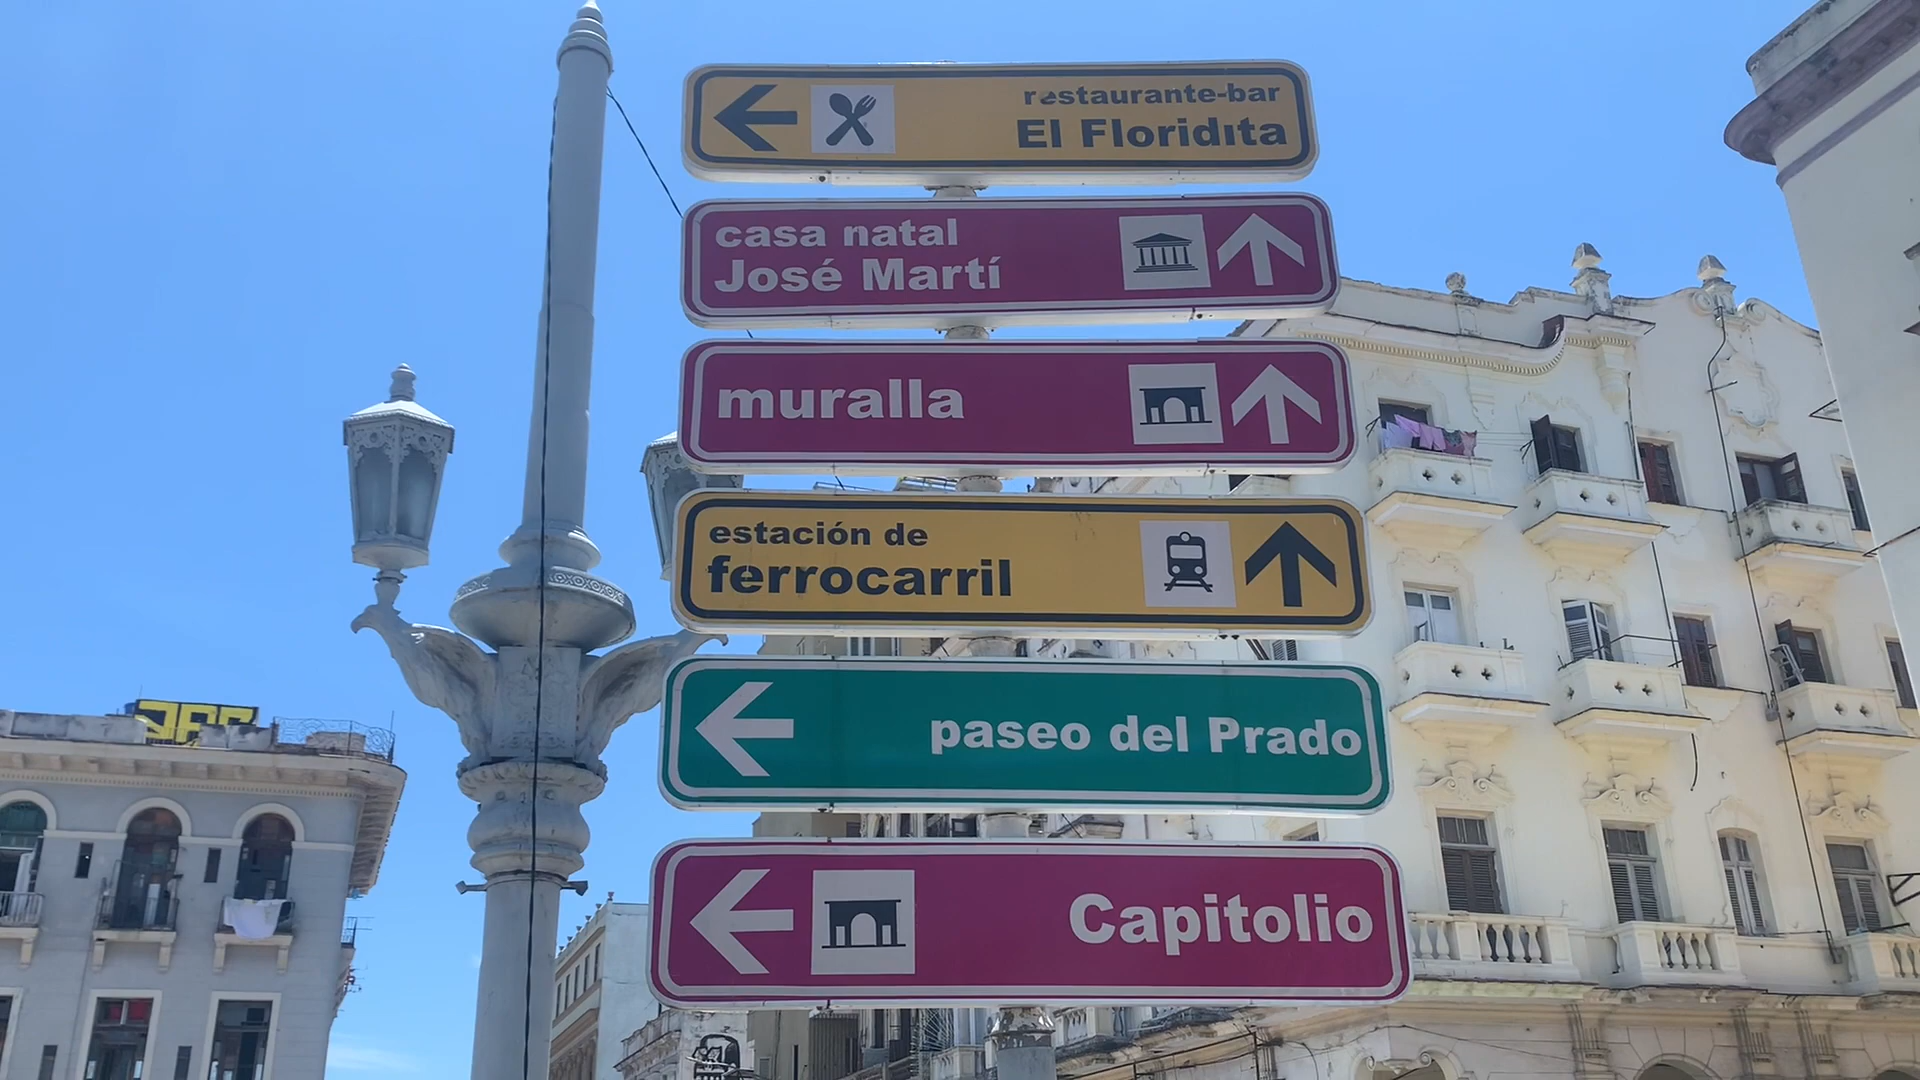 restaurante-bar
El Floridita
casa natal
José Martí
muralla
estación de
ferrocarril
paseo del Prado
Capitolio